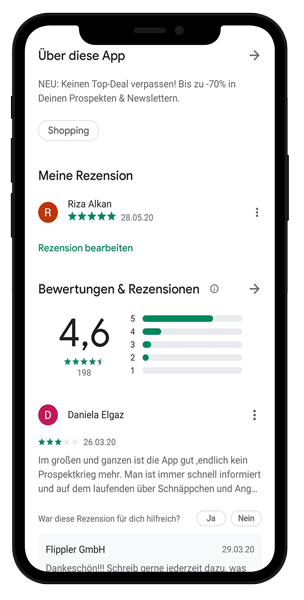 Über diese App
NEU: Keinen Top-Deal verpassen! Bis zu -70% in
Deinen Prospekten & Newslettern.
Shopping
Meine Rezension
R
Riza Alkan
28.05.20
Rezension bearbeiten
Bewertungen & Rezensionen
4,6
198
5
4
3
2
1
D
Daniela Elgaz
26.03.20
Im großen und ganzen ist die App gut ,endlich kein
Prospektkrieg mehr. Man ist immer schnell informiert
und auf dem laufenden über Schnäppchen und Ang...
War diese Rezension für dich hilfreich?
Ja
Nein
Flippler GmbH
29.03.20
Dankeschön!!! Schreib gerne jederzeit dazu, was